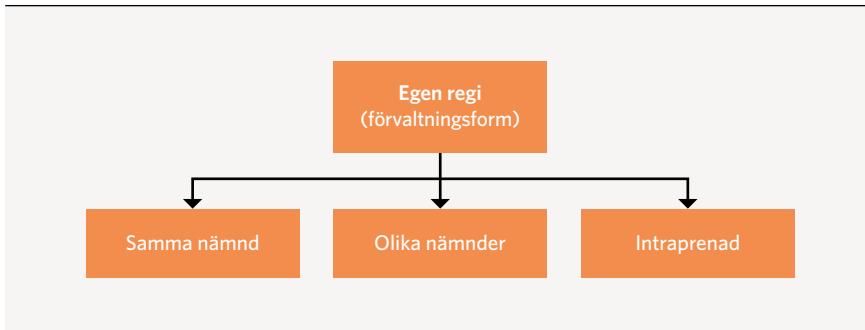 Egen regi
(förvaltningsform)
Samma nämnd
Olika nämnder
Intraprenad